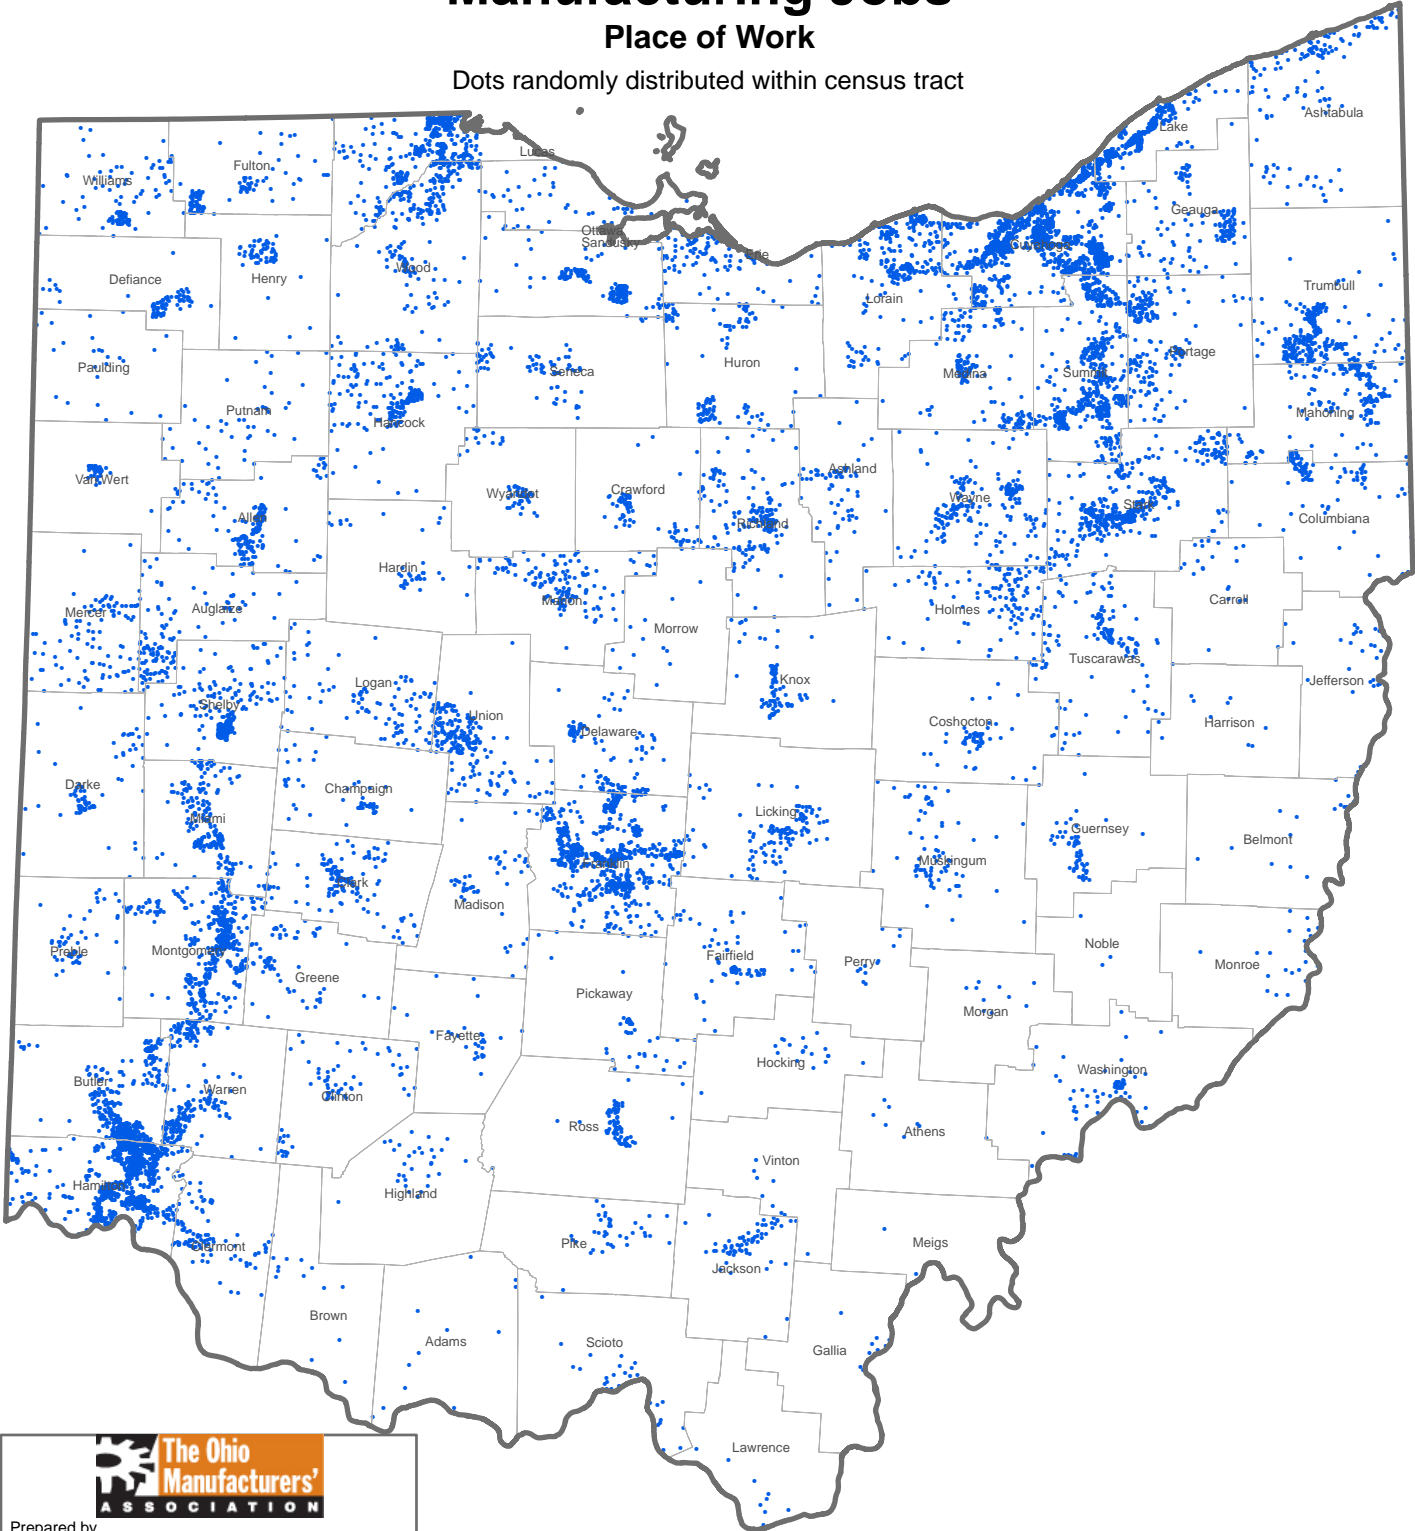 Manufacturing Jobs
Place of Work
Dots randomly distributed within census tract
Lake
Ashtabula
Lucas
Fulton
Williams
Geauga
Ottawa
Sandusky
Cuyahoga
Erie
Wood
Defiance
Henry
Trumbull
Lorain
Portage
Huron
Paulding
Seneca
Medina
Summit
Putnam
Mahoning
Hancock
Ashland
Van Wert
Crawford
Wyandot
Wayne
Stark
Allen
Richland
Columbiana
Hardin
Marion
Carroll
Mercer
Auglaize
Holmes
Morrow
Tuscarawas
Knox
Jefferson
Logan
Shelby
Union
Coshocton
Harrison
Delaware
Darke
Champaign
Licking
Miami
Guernsey
Belmont
Muskingum
Franklin
Clark
Madison
Noble
Preble
Montgomery
Fairfield
Perry
Monroe
Greene
Pickaway
Morgan
Fayette
Hocking
Washington
Butler
Warren
Clinton
Ross
Athens
Vinton
Hamilton
Highland
Clermont
Pike
Meigs
Jackson
Brown
Adams
Scioto
Gallia
Lawrence
The Ohio
Manufacturers'
ASSOCIATION
Prepared by